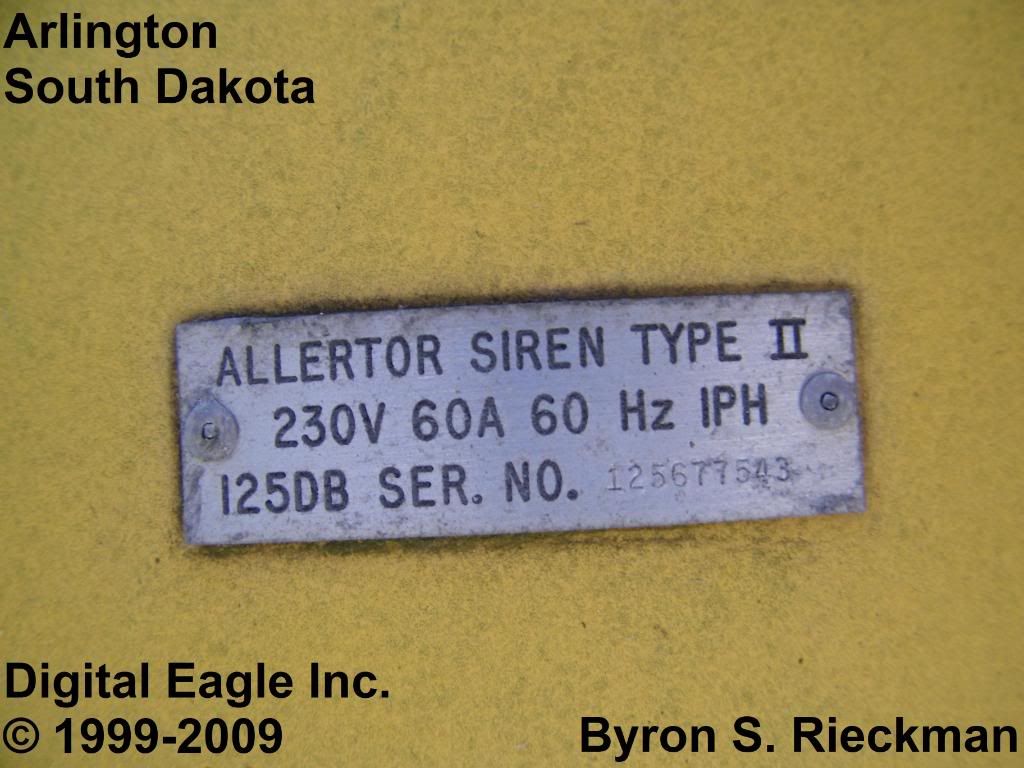 Arlington
South Dakota
ALLERTOR SIREN TYPE II
230V 60A 60 Hz 1PH
125DB SER. NO. 125677543
Digital Eagle Inc.
© 1999-2009
Byron S. Rieckman